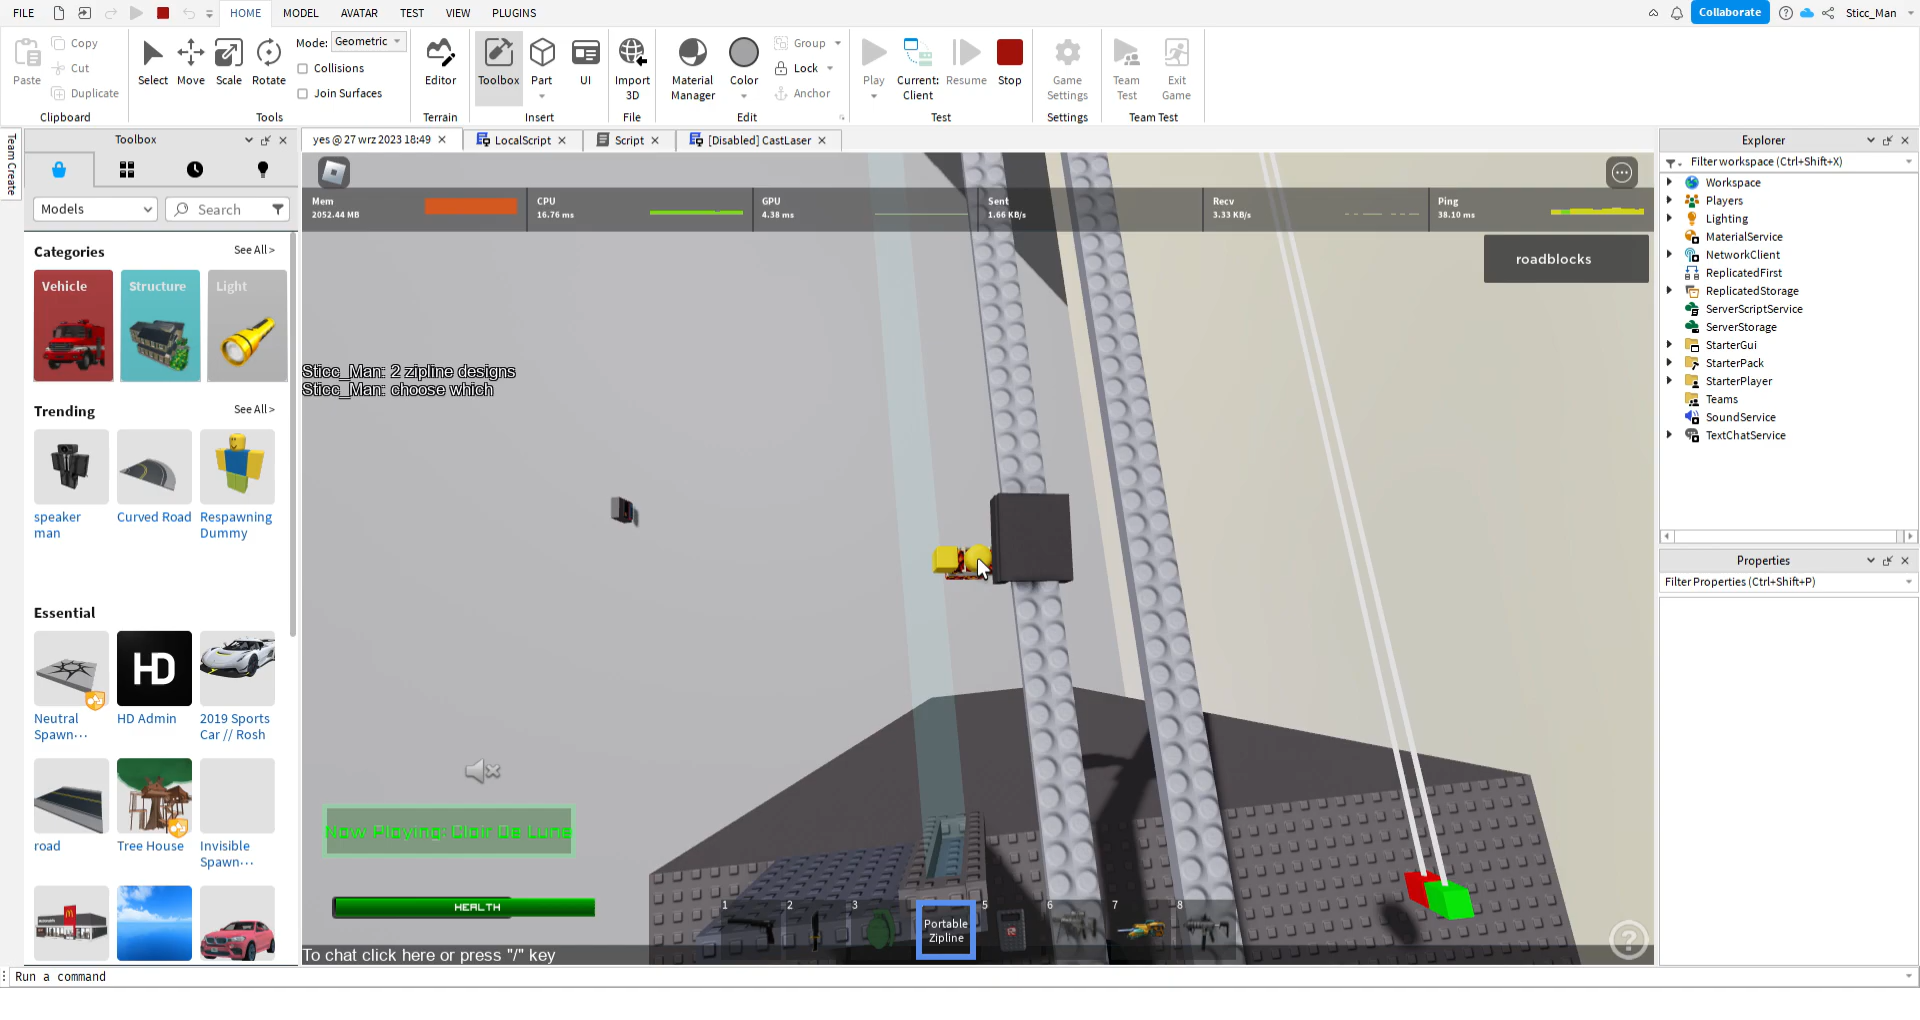 FILE HOME MODEL AVATAR TEST VIEW PLUGINS Collaborate Sticc_Man
Paste Copy Cut Duplicate Clipboard
Select Move Scale Rotate Mode: Geometric Collisions Join Surfaces Tools
Editor Terrain
Toolbox Part UI Insert
Import 3D File
Material Manager Color Group Lock Anchor Edit
Play Current: Client Resume Stop Test
Game Settings Settings
Team Test Exit Game Team Test
Team Create
Toolbox
yes @ 27 wrz 2023 18:49
LocalScript
Script
[Disabled] CastLaser
Models
Search
Categories
See All >
Vehicle
Structure
Light
Trending
See All >
speaker man
Curved Road
Respawning Dummy
Essential
HD
Neutral Spawn...
HD Admin
2019 Sports Car // Rosh
road
Tree House
Invisible Spawn...
Mem
2052.44 MB
CPU
16.76 ms
GPU
4.38 ms
Sent
1.66 KB/s
Recv
3.33 KB/s
Ping
38.10 ms
roadblocks
Sticc_Man: 2 zipline designs
Sticc_Man: choose which
Now Playing: Clair De Lune
HEALTH
1
2
3
Portable Zipline
5
6
7
8
To chat click here or press "/" key
Explorer
Filter workspace (Ctrl+Shift+X)
Workspace
Players
Lighting
MaterialService
NetworkClient
ReplicatedFirst
ReplicatedStorage
ServerScriptService
ServerStorage
StarterGui
StarterPack
StarterPlayer
Teams
SoundService
TextChatService
Properties
Filter Properties (Ctrl+Shift+P)
Run a command